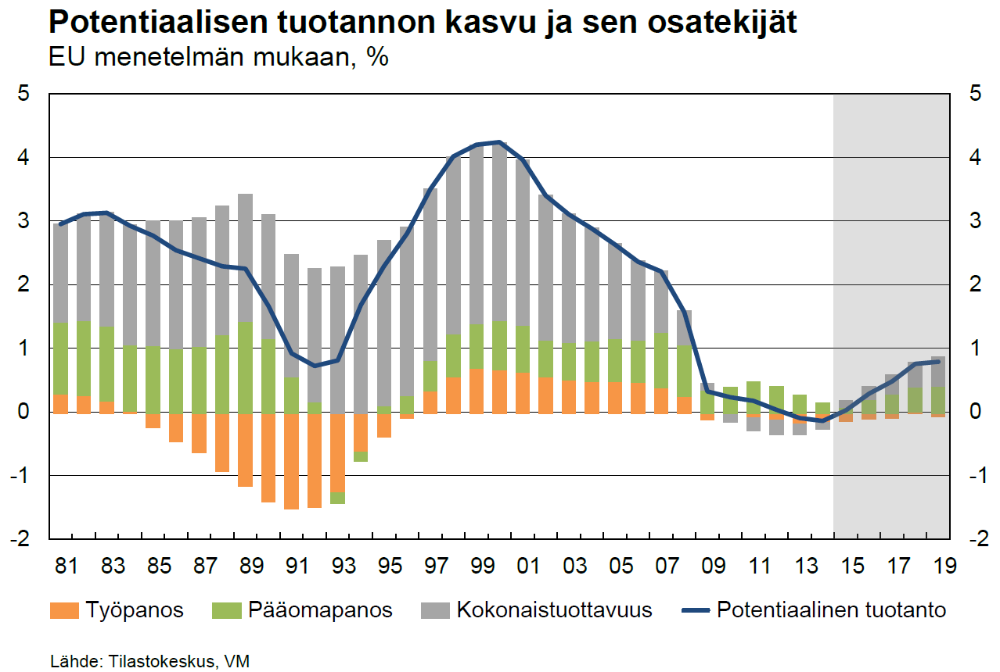 Potentiaalisen tuotannon kasvu ja sen osatekijät
EU menetelmän mukaan, %
5 5
4 4
3 3
2 2
1 1
0 0
-1 -1
-2 -2
81 83 85 87 89 91 93 95 97 99 01 03 05 07 09 11 13 15 17 19
Työpanos Pääomapanos Kokonaistuottavuus Potentiaalinen tuotanto
Lähde: Tilastokeskus, VM